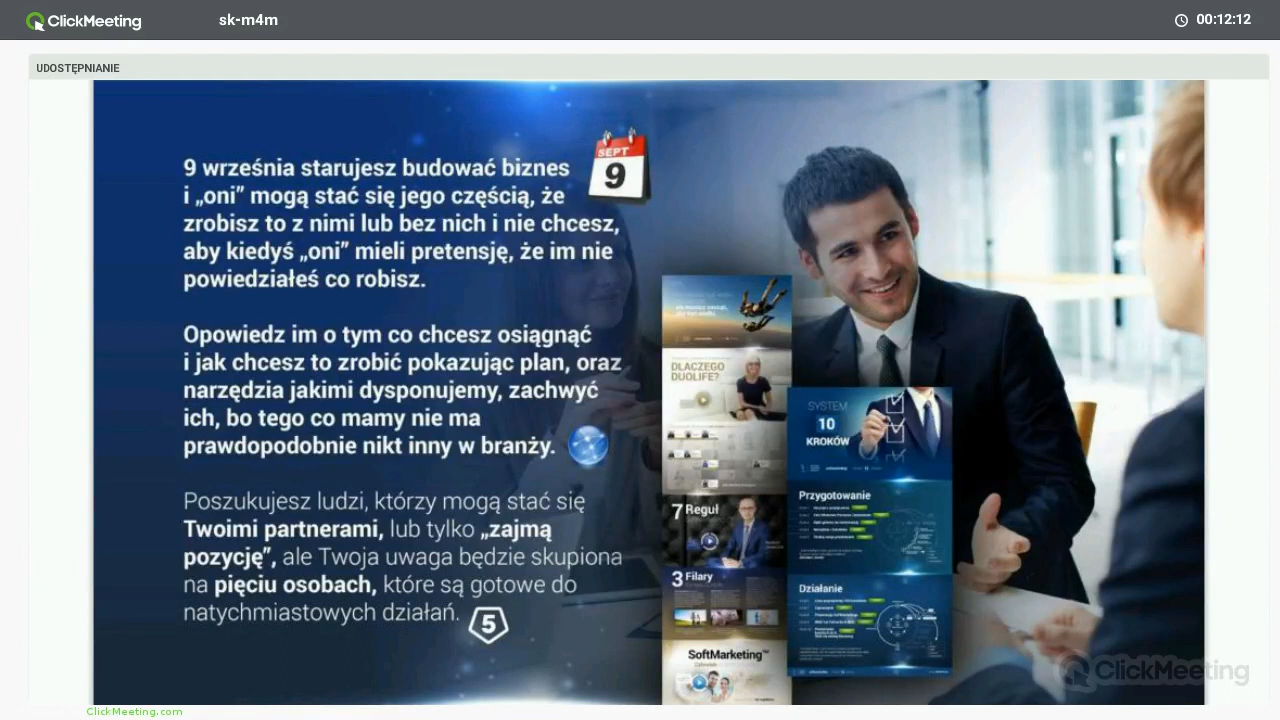 ClickMeeting
sk-m4m
00:12:12
UDOSTĘPNIANIE
9 września starujesz budować biznes
i „oni” mogą stać się jego częścią, że
zrobisz to z nimi lub bez nich i nie chcesz,
aby kiedyś „oni” mieli pretensję, że im nie
powiedziałeś co robisz.
SEPT
9
Opowiedz im o tym co chcesz osiągnąć
i jak chcesz to zrobić pokazując plan, oraz
narzędzia jakimi dysponujemy, zachwyć
ich, bo tego co mamy nie ma
prawdopodobnie nikt inny w branży.
Poszukujesz ludzi, którzy mogą stać się
Twoimi partnerami, lub tylko „zajmą
pozycję”, ale Twoja uwaga będzie skupiona
na pięciu osobach, które są gotowe do
natychmiastowych działań.
5
DLACZEGO
DUOLIFE?
7 Reguł
3 Filary
SoftMarketing™
SYSTEM
10
KROKÓW
Przygotowanie
Działanie
ClickMeeting
ClickMeeting.com